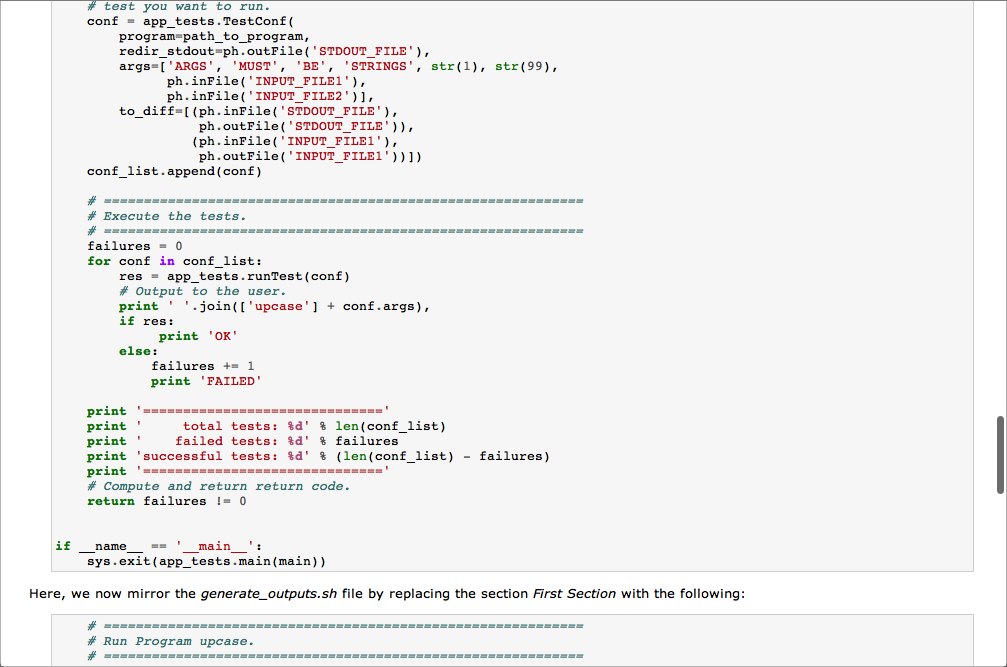 # test you want to run.
conf = app_tests.TestConf(
program=path_to_program,
redir_stdout=ph.outFile('STDOUT_FILE'),
args=['ARGS', 'MUST', 'BE', 'STRINGS', str(1), str(99),
ph.inFile('INPUT_FILE1'),
ph.inFile('INPUT_FILE2')],
to_diff=[(ph.inFile('STDOUT_FILE'),
ph.outFile('STDOUT_FILE')),
(ph.inFile('INPUT_FILE1'),
ph.outFile('INPUT_FILE1'))])
conf_list.append(conf)
# ============================================================
# Execute the tests.
# ============================================================
failures = 0
for conf in conf_list:
res = app_tests.runTest(conf)
# Output to the user.
print ' '.join(['upcase'] + conf.args),
if res:
print 'OK'
else:
failures += 1
print 'FAILED'
print '=============================='
print '     total tests: %d' % len(conf_list)
print '    failed tests: %d' % failures
print 'successful tests: %d' % (len(conf_list) - failures)
print '=============================='
# Compute and return return code.
return failures != 0
if __name__ == '__main__':
sys.exit(app_tests.main(main))
Here, we now mirror the generate_outputs.sh file by replacing the section First Section with the following:
# ============================================================
# Run Program upcase.
# ============================================================